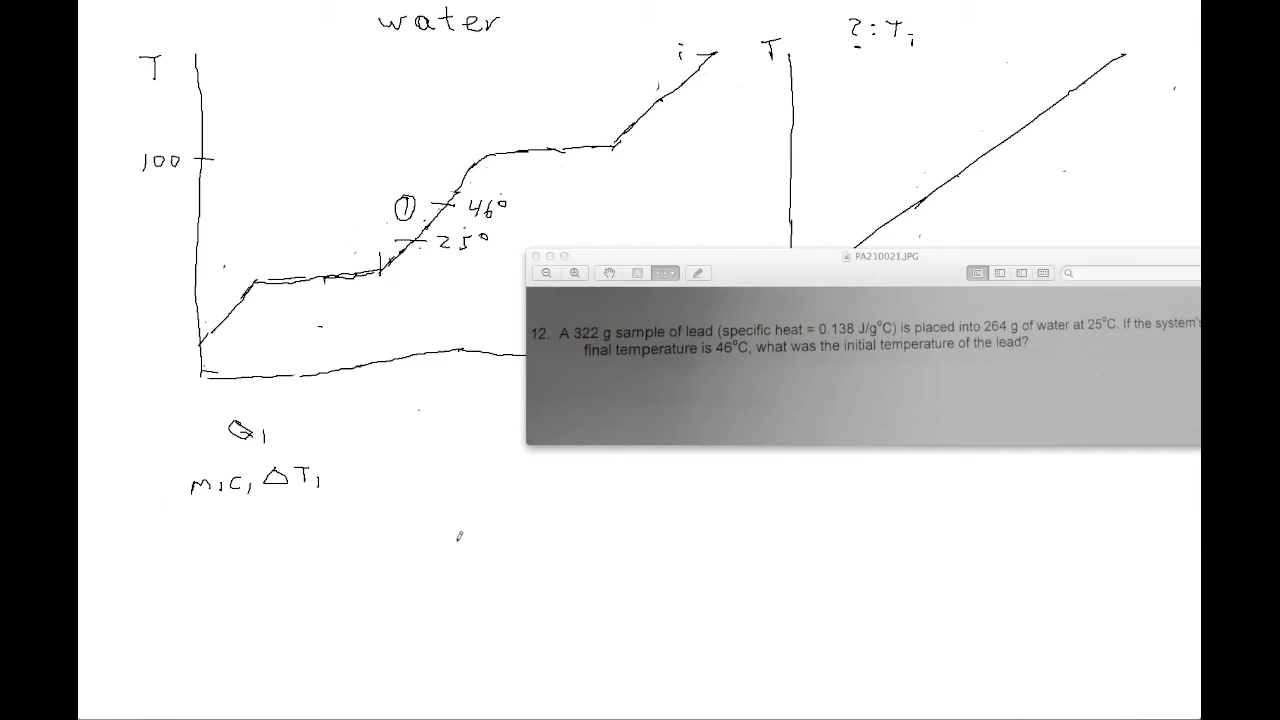 water
? : Ti
T
i
T
100
① 46°
25°
PA210021.JPG
12. A 322 g sample of lead (specific heat = 0.138 J/g°C) is placed into 264 g of water at 25°C. If the system's
final temperature is 46°C, what was the initial temperature of the lead?
Q1
m1C1 ΔT1